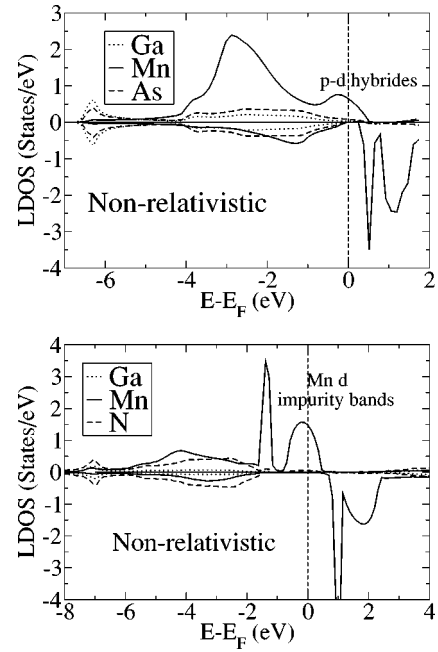 3
2
1
0
-1
-2
-3
-4
LDOS (States/eV)
Ga
Mn
As
p-d hybrides
Non-relativistic
-6
-4
-2
0
2
E-E_F (eV)
4
3
2
1
0
-1
-2
-3
-4
LDOS (States/eV)
Ga
Mn
N
Mn d
impurity bands
Non-relativistic
-8
-6
-4
-2
0
2
4
E-E_F (eV)